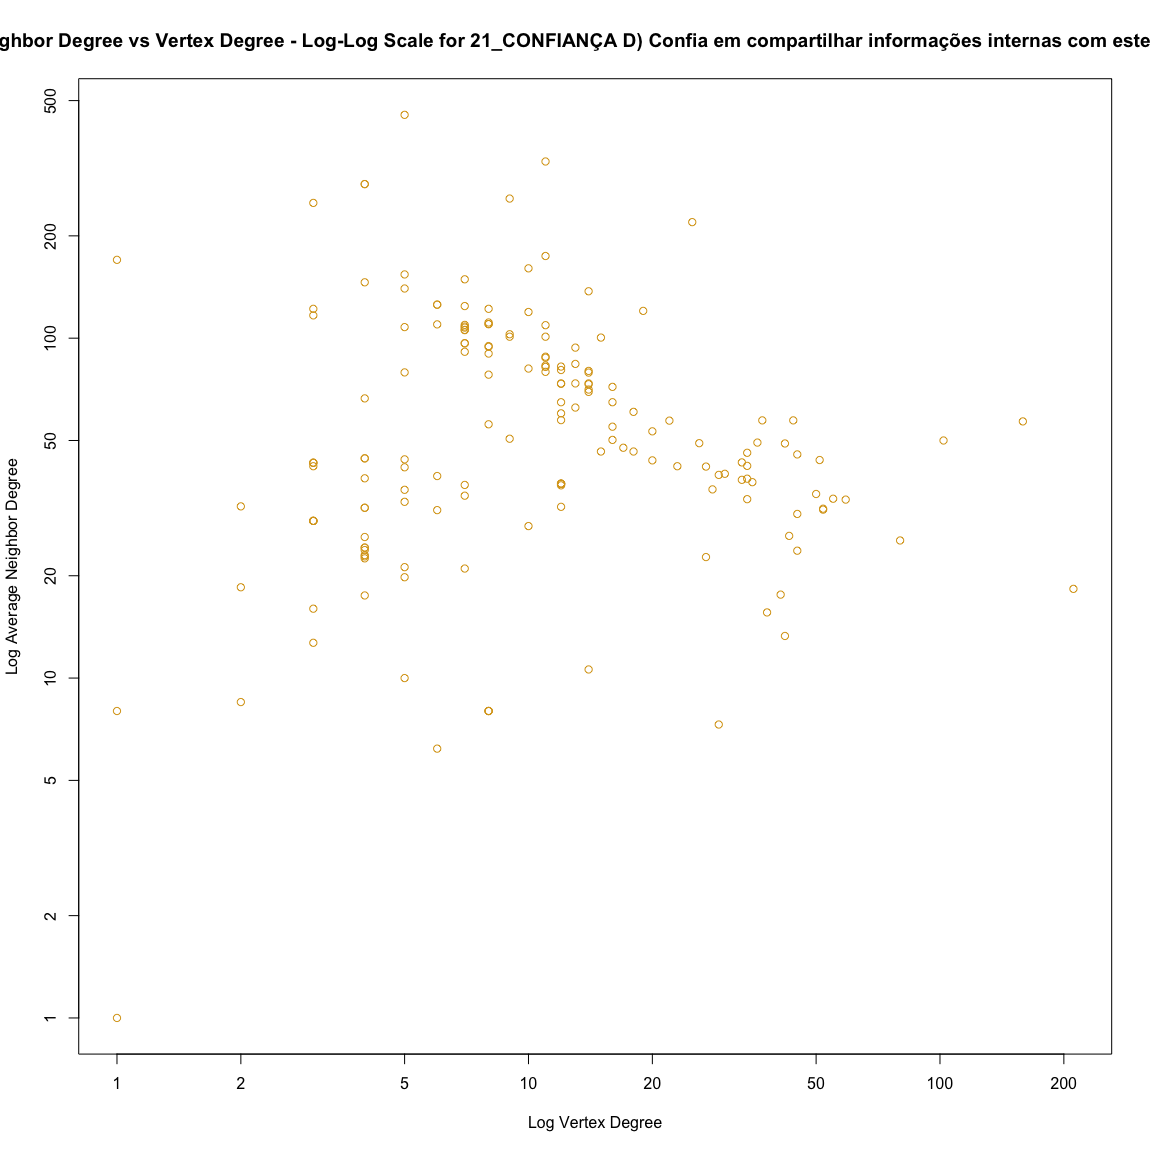 ghbor Degree vs Vertex Degree - Log-Log Scale for 21_CONFIANÇA D) Confia em compartilhar informações internas com este
500
200
100
50
20
10
5
2
1
Log Average Neighbor Degree
1 2 5 10 20 50 100 200
Log Vertex Degree